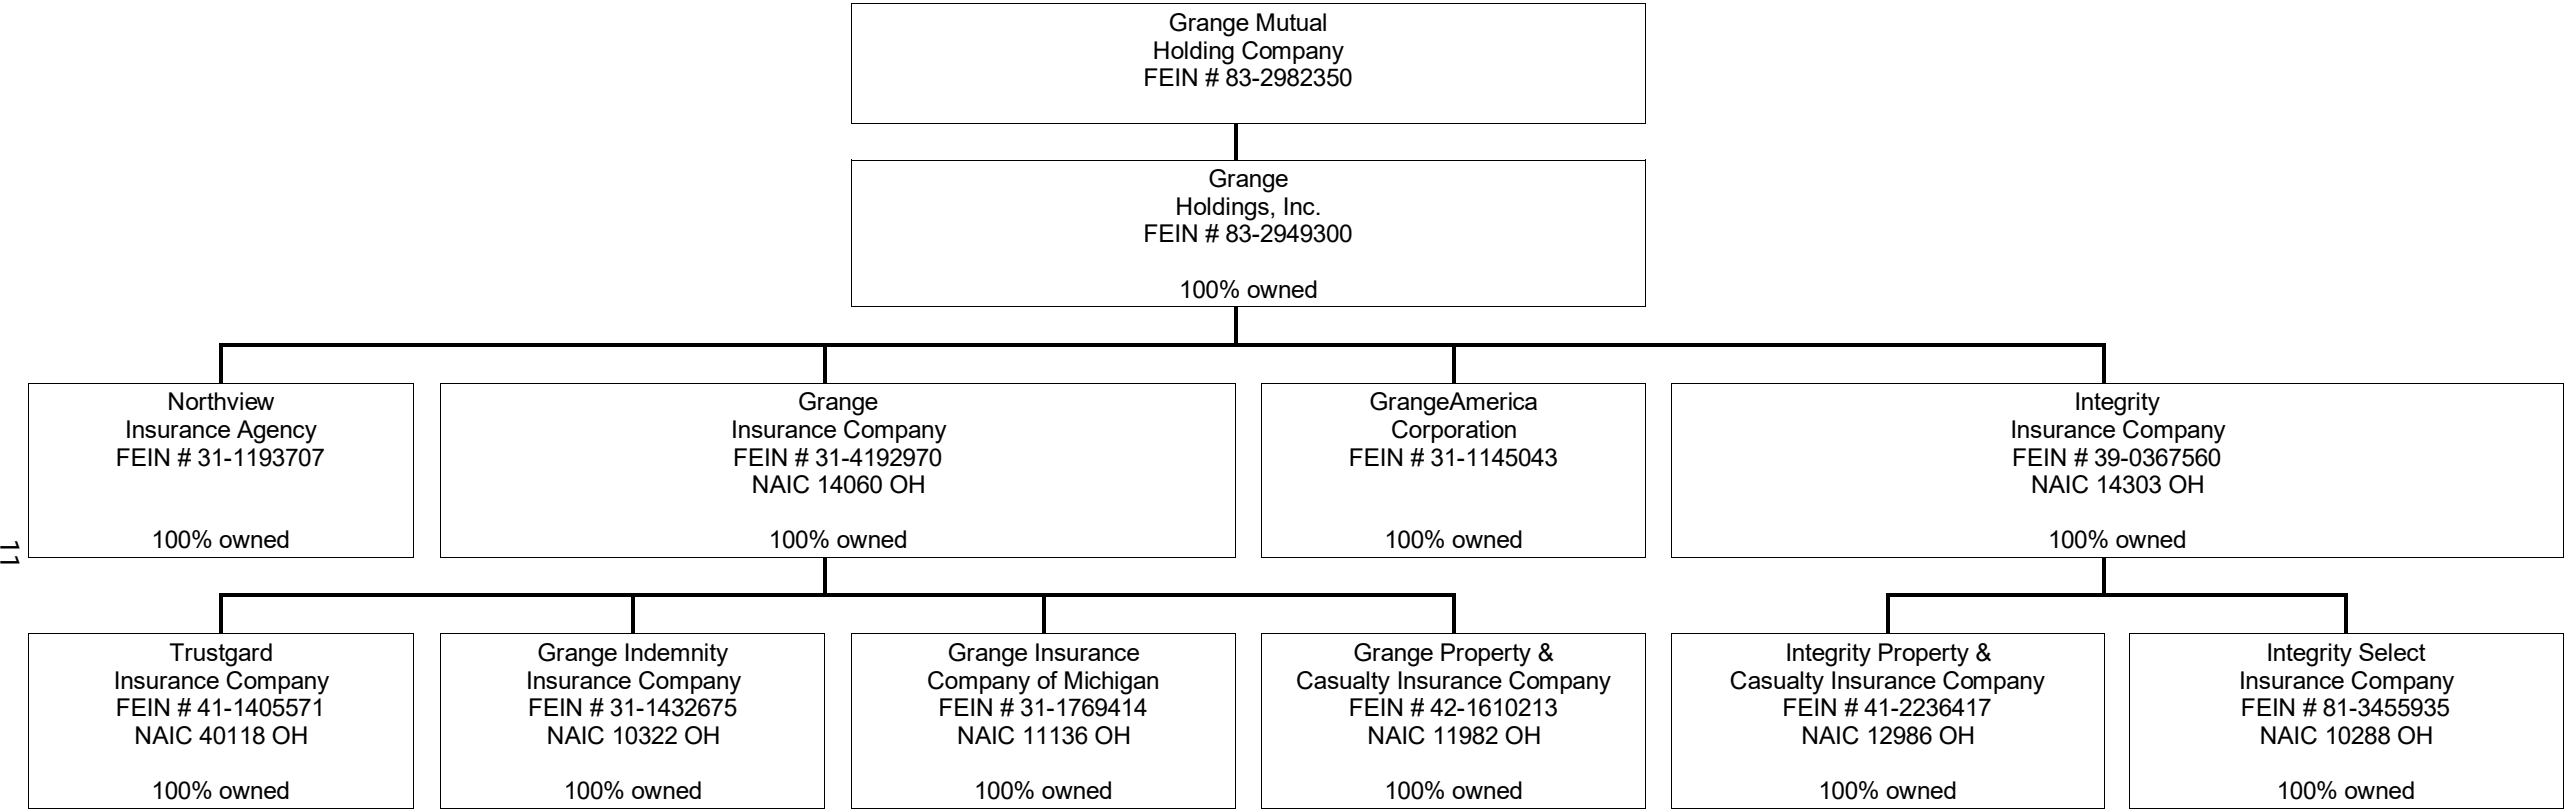 Grange Mutual
Holding Company
FEIN # 83-2982350
Grange
Holdings, Inc.
FEIN # 83-2949300
100% owned
Northview
Insurance Agency
FEIN # 31-1193707
100% owned
Grange
Insurance Company
FEIN # 31-4192970
NAIC 14060 OH
100% owned
GrangeAmerica
Corporation
FEIN # 31-1145043
100% owned
Integrity
Insurance Company
FEIN # 39-0367560
NAIC 14303 OH
100% owned
11
Trustgard
Insurance Company
FEIN # 41-1405571
NAIC 40118 OH
100% owned
Grange Indemnity
Insurance Company
FEIN # 31-1432675
NAIC 10322 OH
100% owned
Grange Insurance
Company of Michigan
FEIN # 31-1769414
NAIC 11136 OH
100% owned
Grange Property &
Casualty Insurance Company
FEIN # 42-1610213
NAIC 11982 OH
100% owned
Integrity Property &
Casualty Insurance Company
FEIN # 41-2236417
NAIC 12986 OH
100% owned
Integrity Select
Insurance Company
FEIN # 81-3455935
NAIC 10288 OH
100% owned